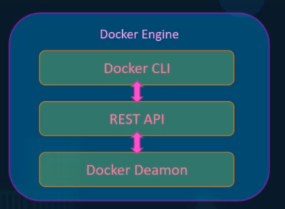 Docker Engine
Docker CLI
REST API
Docker Deamon